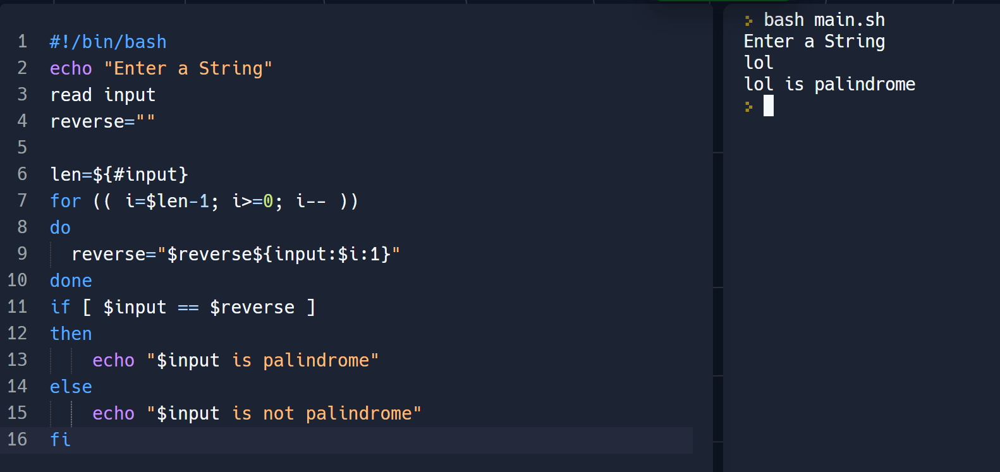 1 #!/bin/bash
2 echo "Enter a String"
3 read input
4 reverse=""
5
6 len=${#input}
7 for (( i=$len-1; i>=0; i-- ))
8 do
9   reverse="$reverse${input:$i:1}"
10 done
11 if [ $input == $reverse ]
12 then
13     echo "$input is palindrome"
14 else
15     echo "$input is not palindrome"
16 fi
> bash main.sh
Enter a String
lol
lol is palindrome
>